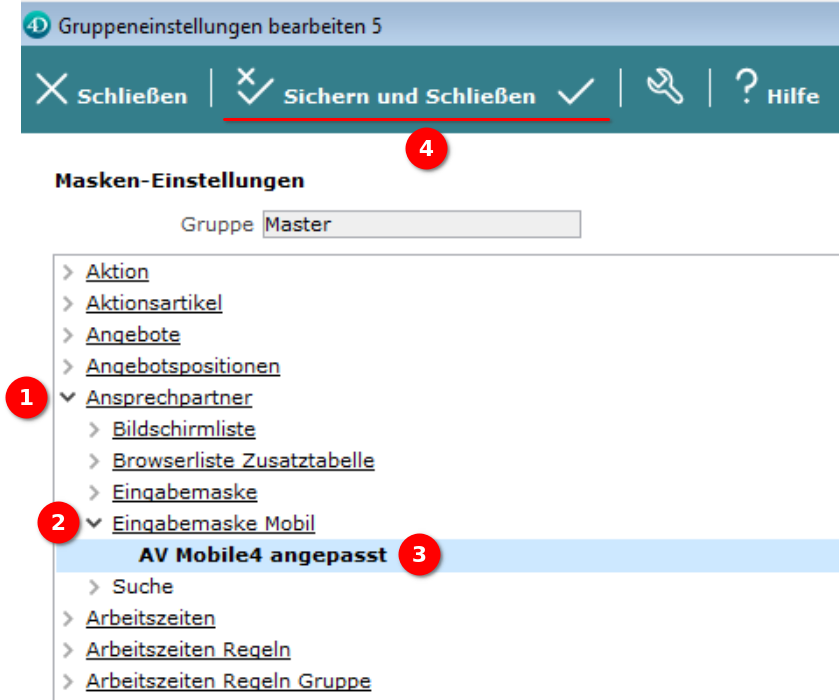 4D Gruppeneinstellungen bearbeiten 5
Schließen Sichern und Schließen ? Hilfe
4
Masken-Einstellungen
Gruppe Master
Aktion
Aktionsartikel
Angebote
Angebotspositionen
1 Ansprechpartner
Bildschirmliste
Browserliste Zusatztabelle
Eingabemaske
2 Eingabemaske Mobil
AV Mobile4 angepasst 3
Suche
Arbeitszeiten
Arbeitszeiten Regeln
Arbeitszeiten Regeln Gruppe